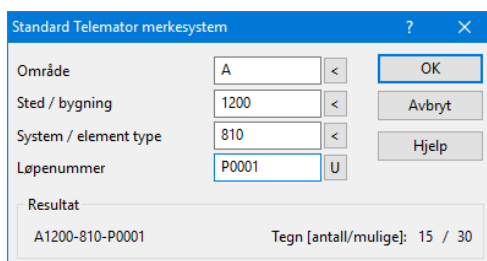 Standard Telemator merkesystem ? ×
Område A < OK
Sted / bygning 1200 < Avbryt
System / element type 810 < Hjelp
Løpenummer P0001 U
Resultat
A1200-810-P0001 Tegn [antall/mulige]: 15 / 30